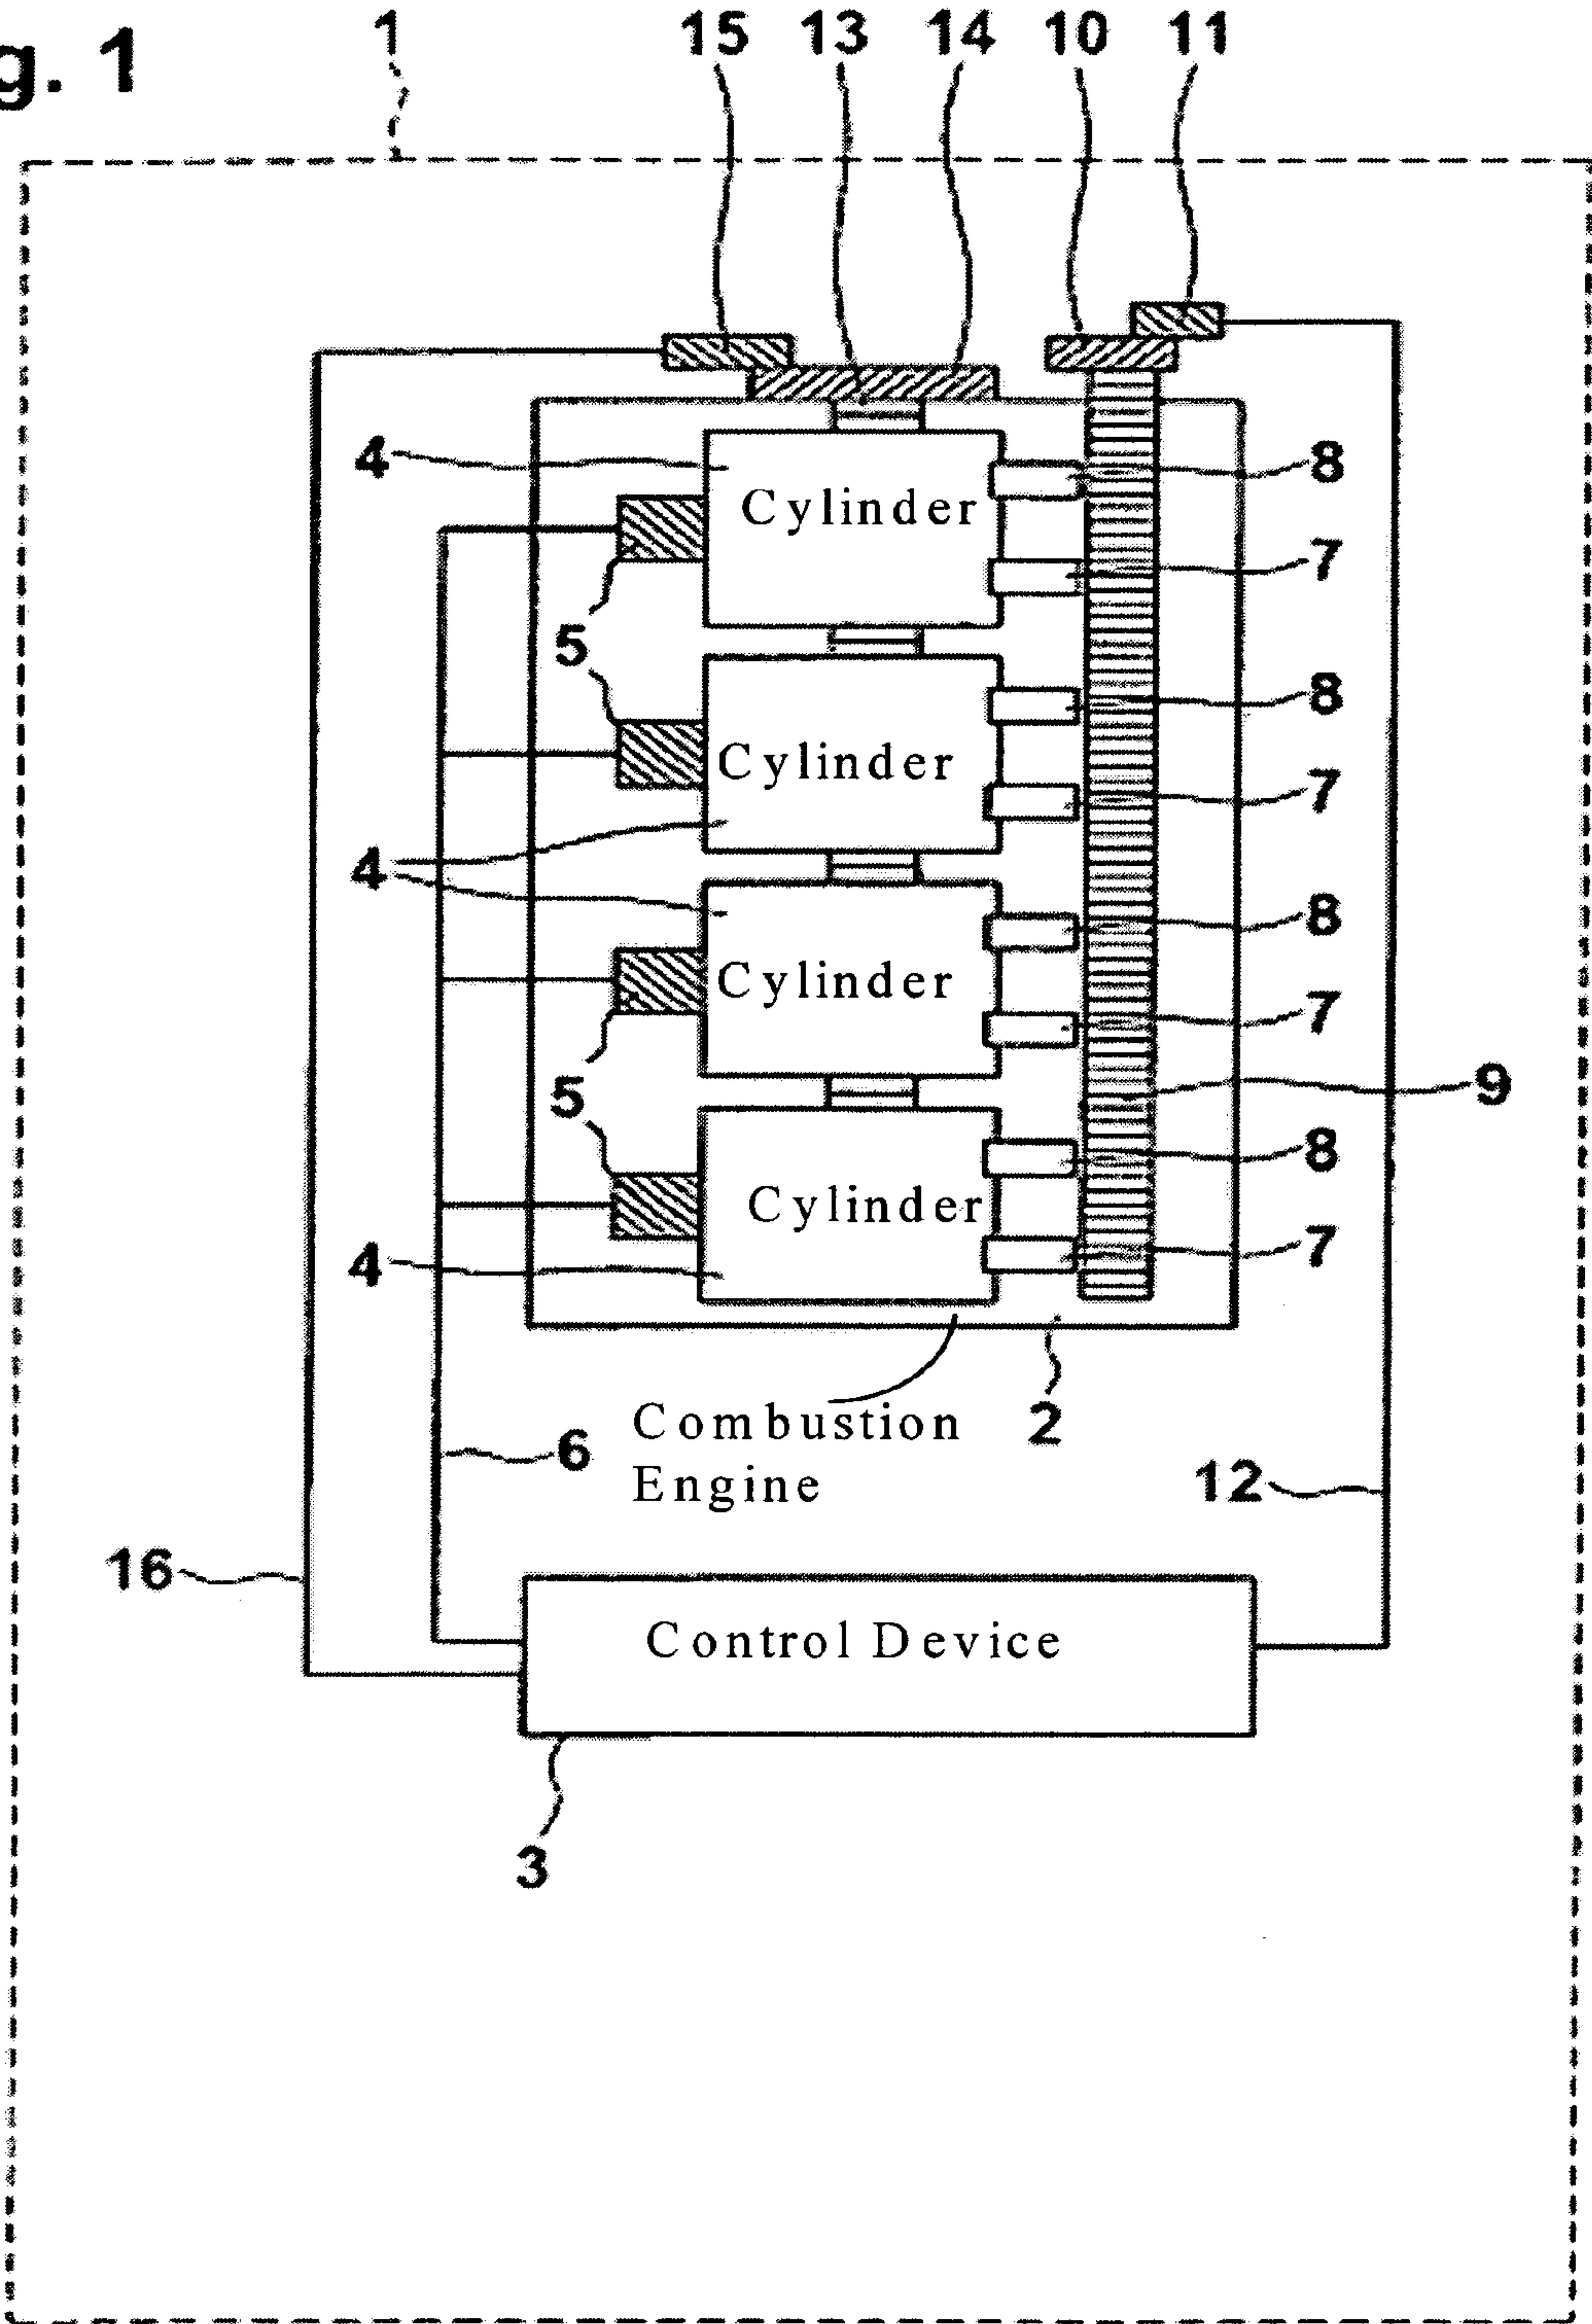 g. 1
1 15 13 14 10 11
4 Cylinder 8
7
5
Cylinder 8
7
4
8
Cylinder
7
5
9
8
Cylinder
4 7
Combustion 2
Engine
6
12
16
Control Device
3